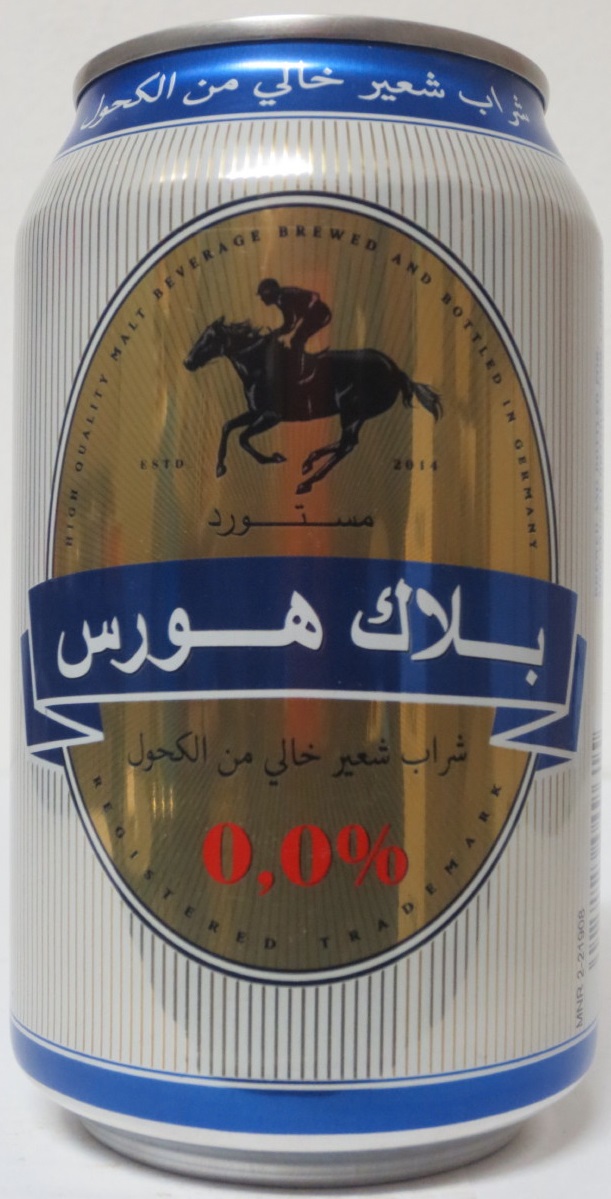 شراب شعير خالي من الكحول
HIGH QUALITY MALT BEVERAGE BREWED AND BOTTLED IN GERMANY
ESTD 2014
مستورد
بلاك هورس
شراب شعير خالي من الكحول
0,0%
REGISTERED TRADEMARK
MNR 2-21908